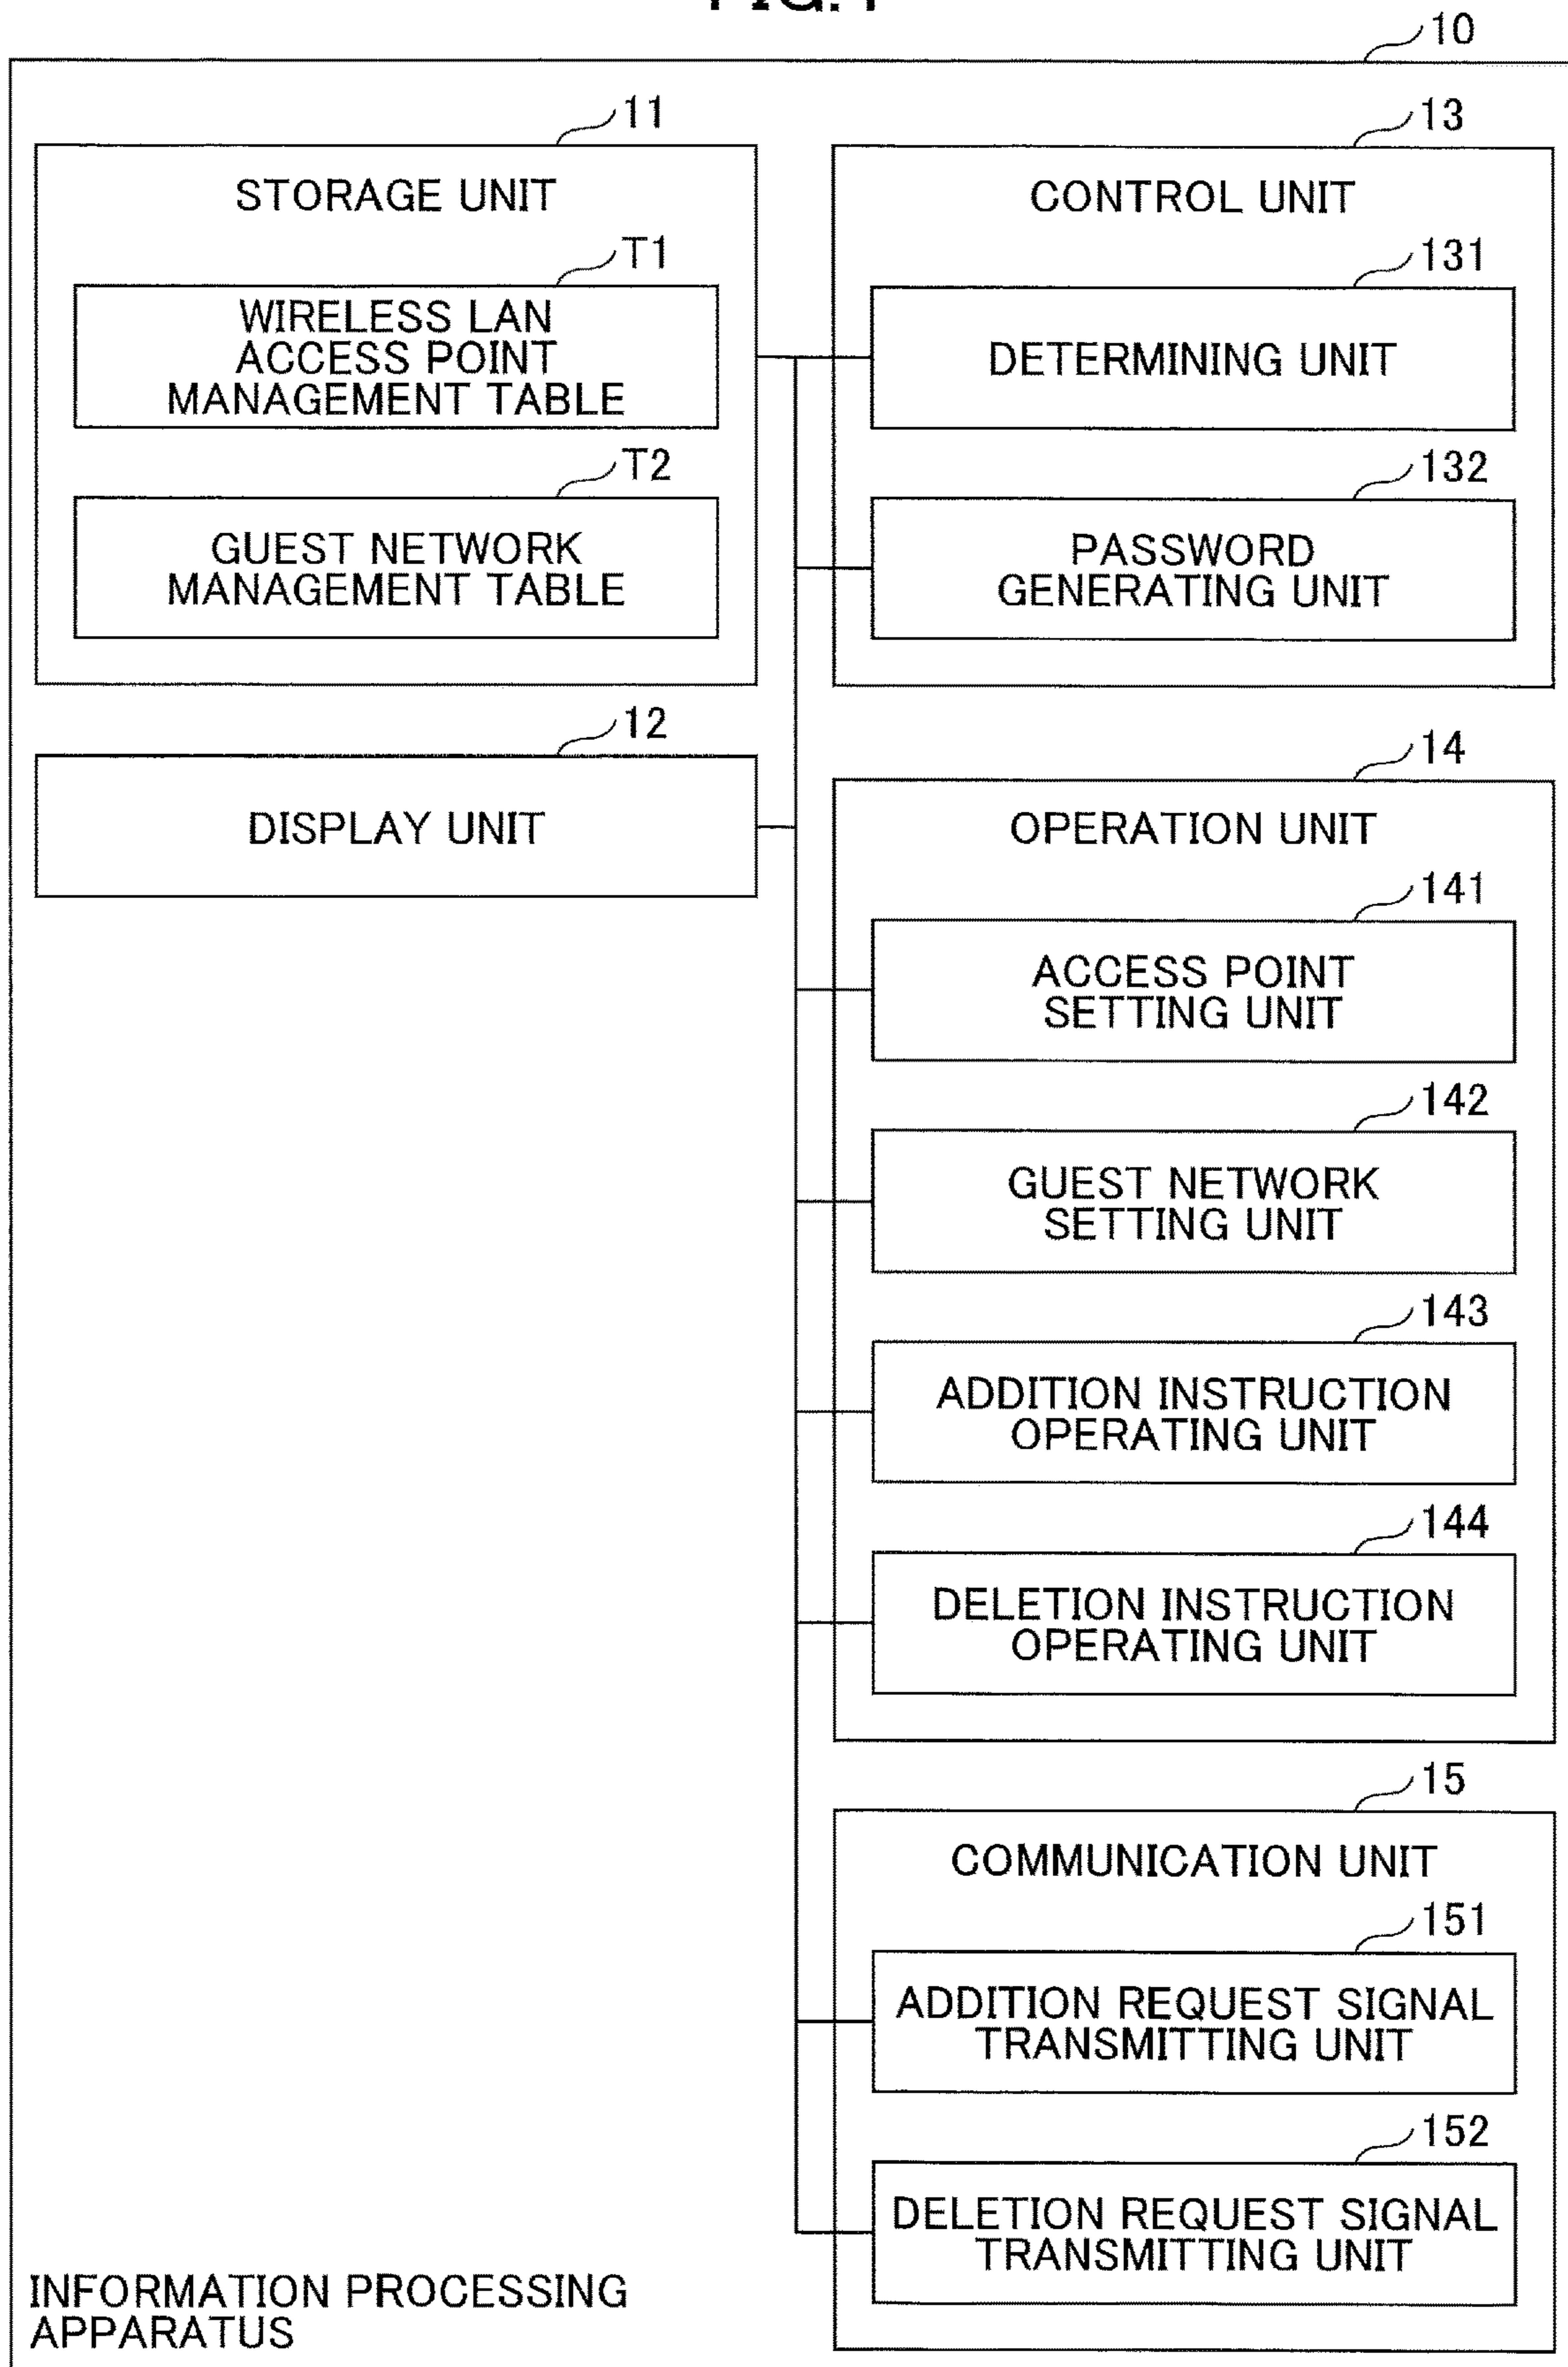 10
11
STORAGE UNIT
T1
WIRELESS LAN
ACCESS POINT
MANAGEMENT TABLE
T2
GUEST NETWORK
MANAGEMENT TABLE
12
DISPLAY UNIT
13
CONTROL UNIT
131
DETERMINING UNIT
132
PASSWORD
GENERATING UNIT
14
OPERATION UNIT
141
ACCESS POINT
SETTING UNIT
142
GUEST NETWORK
SETTING UNIT
143
ADDITION INSTRUCTION
OPERATING UNIT
144
DELETION INSTRUCTION
OPERATING UNIT
15
COMMUNICATION UNIT
151
ADDITION REQUEST SIGNAL
TRANSMITTING UNIT
152
DELETION REQUEST SIGNAL
TRANSMITTING UNIT
INFORMATION PROCESSING
APPARATUS